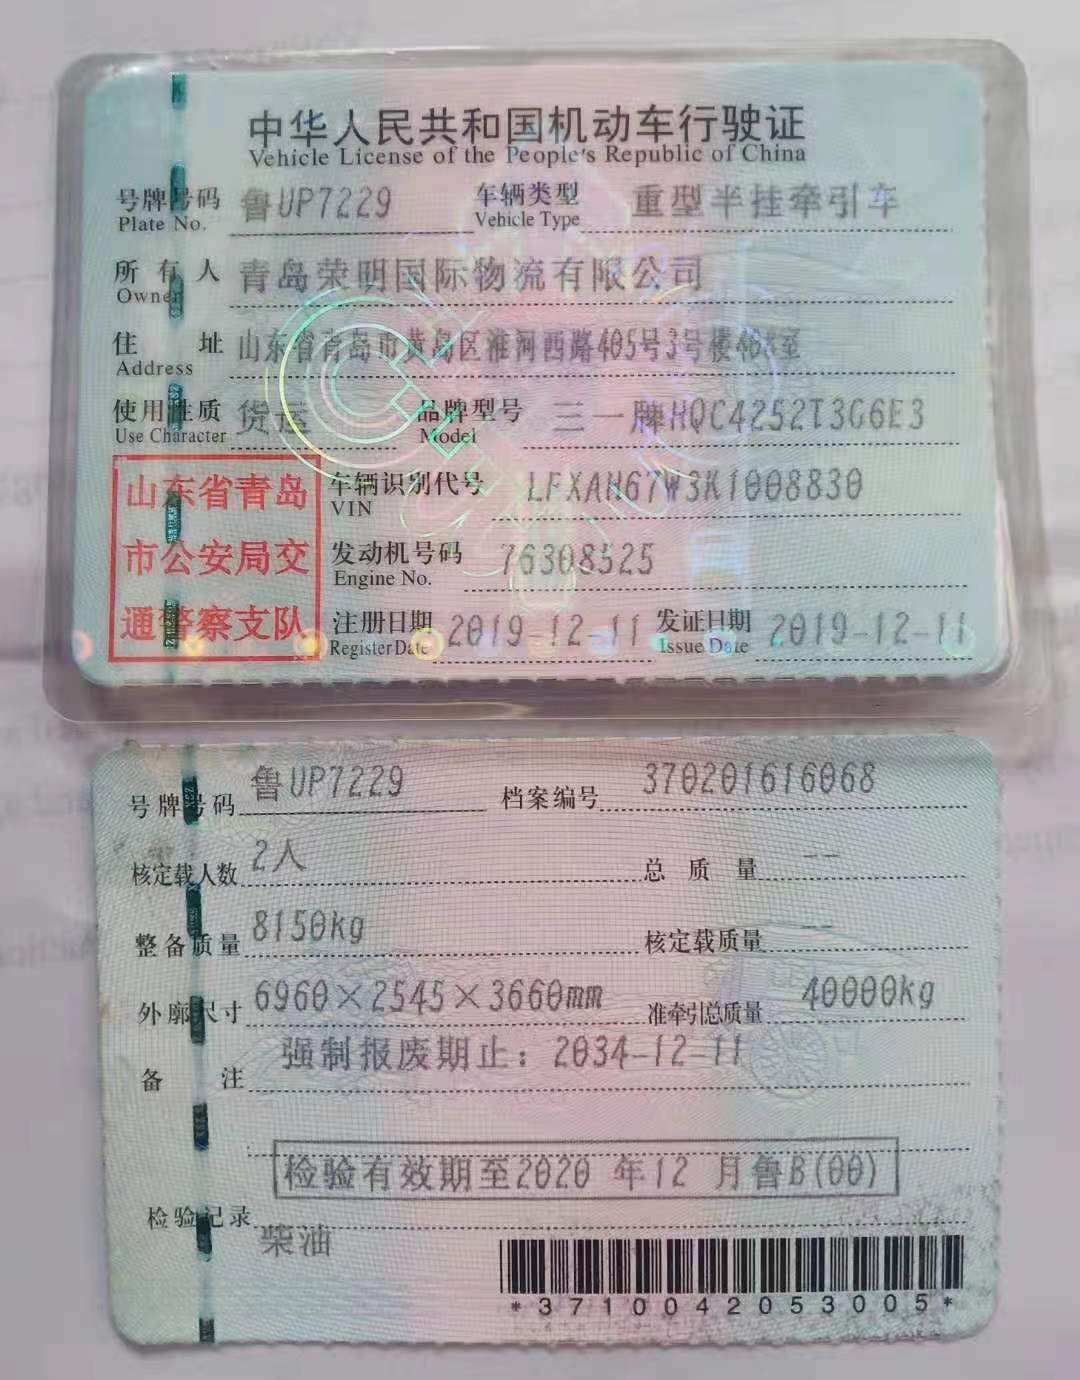 中华人民共和国机动车行驶证
Vehicle License of the People's Republic of China
号牌号码 鲁UP7229 车辆类型 重型半挂牵引车
Plate No. Vehicle Type
所有人 青岛荣明国际物流有限公司
Owner
住址 山东省青岛市黄岛区淮河西路405号3号楼408室
Address
使用性质 货运 品牌型号 三一牌HQC4252T3G6E3
Use Character Model
山东省青岛
市公安局交
通警察支队
车辆识别代号 LFXAH67W3K1008830
VIN
发动机号码 76308525
Engine No.
注册日期 2019-12-11 发证日期 2019-12-11
Register Date Issue Date
号牌号码 鲁UP7229 档案编号 370201616068
核定载人数 2人 总质量 --
整备质量 8150kg 核定载质量 --
外廓尺寸 6960×2545×3660mm 准牵引总质量 40000kg
备注 强制报废期止：2034-12-11
检验有效期至2020 年12 月鲁B(00)
检验记录 柴油
*3710042053005*